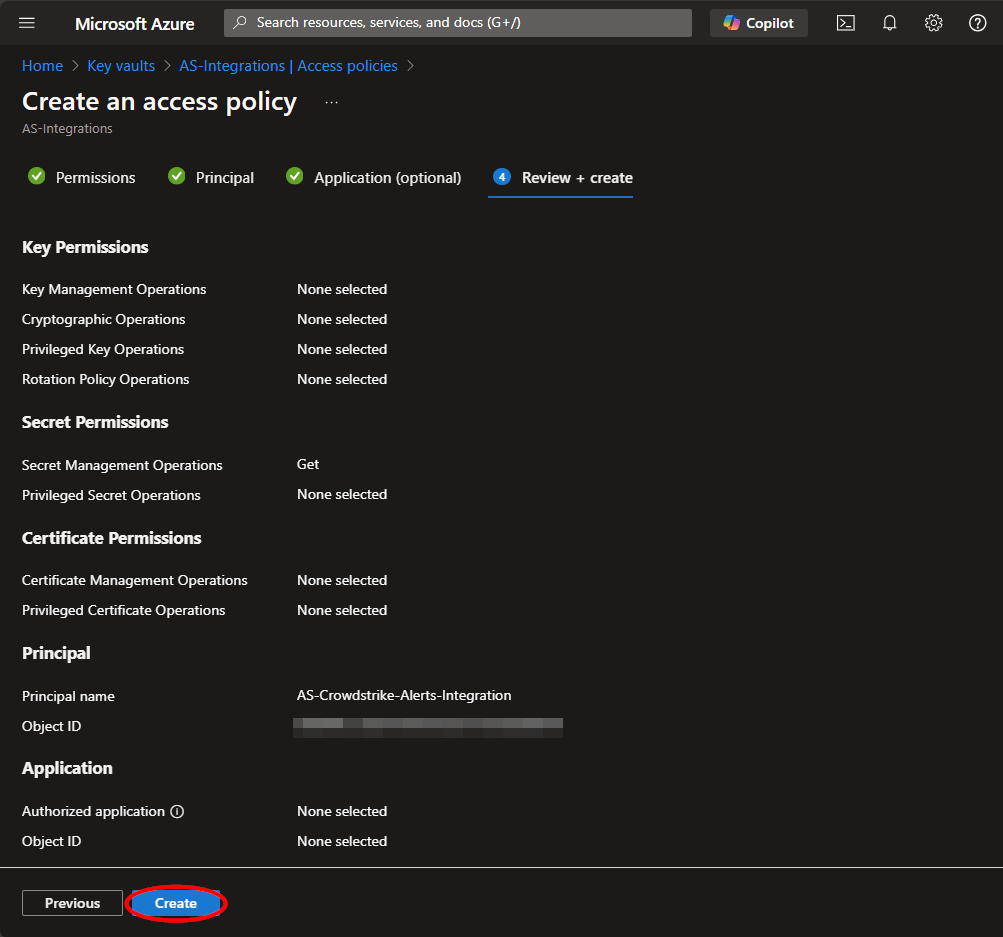 Microsoft Azure
Search resources, services, and docs (G+/)
Copilot
Home > Key vaults > AS-Integrations | Access policies >
Create an access policy ...
AS-Integrations
Permissions
Principal
Application (optional)
4 Review + create
Key Permissions
Key Management Operations None selected
Cryptographic Operations None selected
Privileged Key Operations None selected
Rotation Policy Operations None selected
Secret Permissions
Secret Management Operations Get
Privileged Secret Operations None selected
Certificate Permissions
Certificate Management Operations None selected
Privileged Certificate Operations None selected
Principal
Principal name AS-Crowdstrike-Alerts-Integration
Object ID
Application
Authorized application None selected
Object ID None selected
Previous
Create